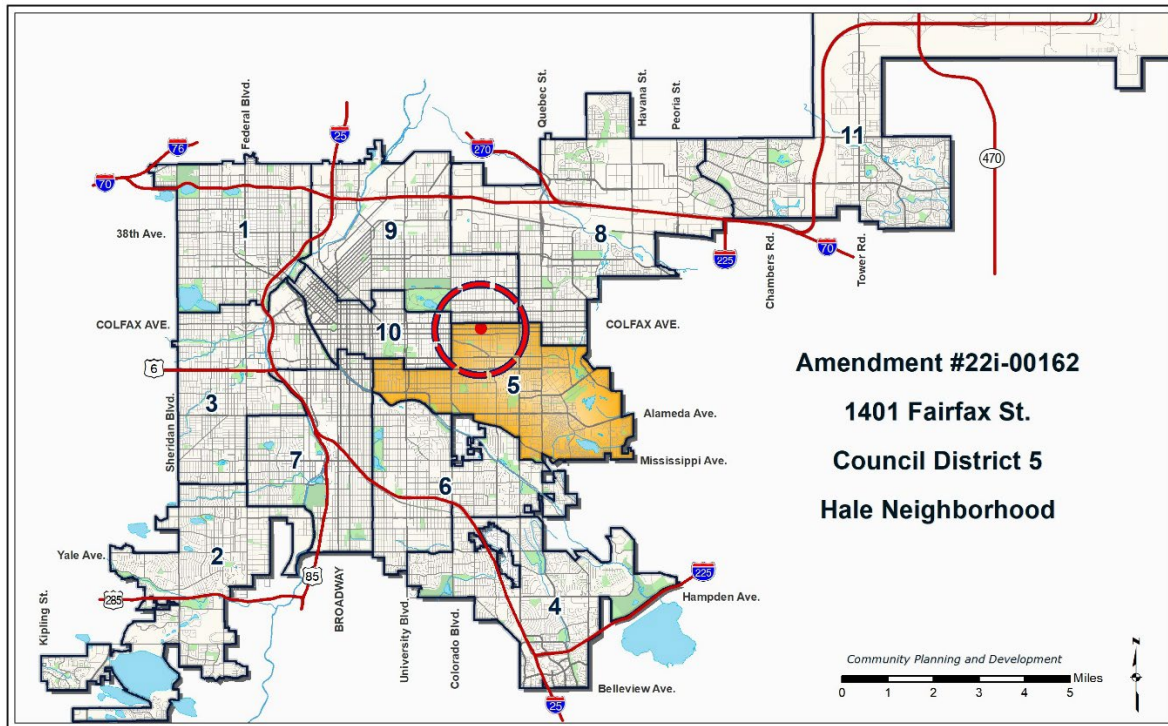 Federal Blvd.
Quebec St.
Havana St.
Peoria St.
25
76
270
11
470
70
38th Ave.
1
9
8
225
70
Chambers Rd.
Tower Rd.
COLFAX AVE.
10
COLFAX AVE.
6
5
3
Sheridan Blvd.
Alameda Ave.
Mississippi Ave.
7
6
Amendment #22i-00162
1401 Fairfax St.
Council District 5
Hale Neighborhood
Yale Ave.
2
85
285
Kipling St.
BROADWAY
University Blvd.
Colorado Blvd.
4
225
Hampden Ave.
25
Belleview Ave.
Community Planning and Development
0 1 2 3 4 5 Miles
N